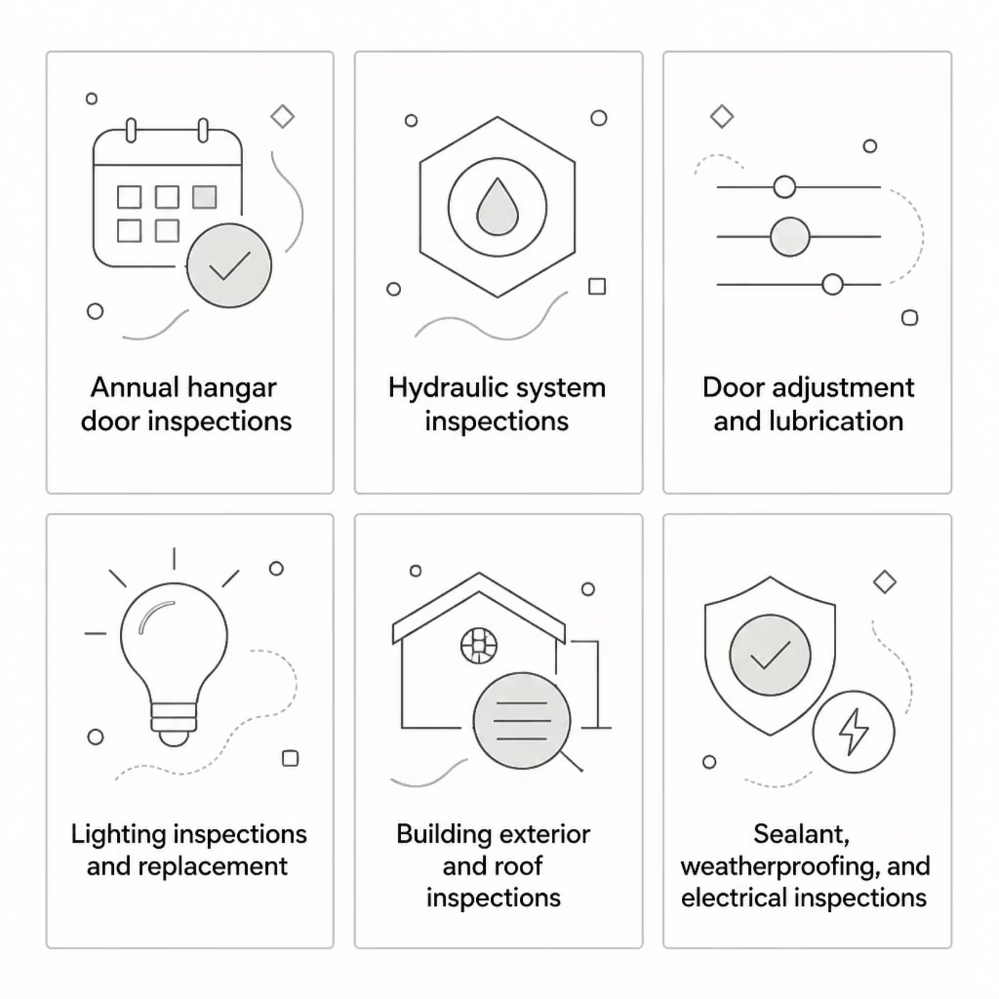 Annual hangar
door inspections
Hydraulic system
inspections
Door adjustment
and lubrication
Lighting inspections
and replacement
Building exterior
and roof
inspections
Sealant,
weatherproofing, and
electrical inspections